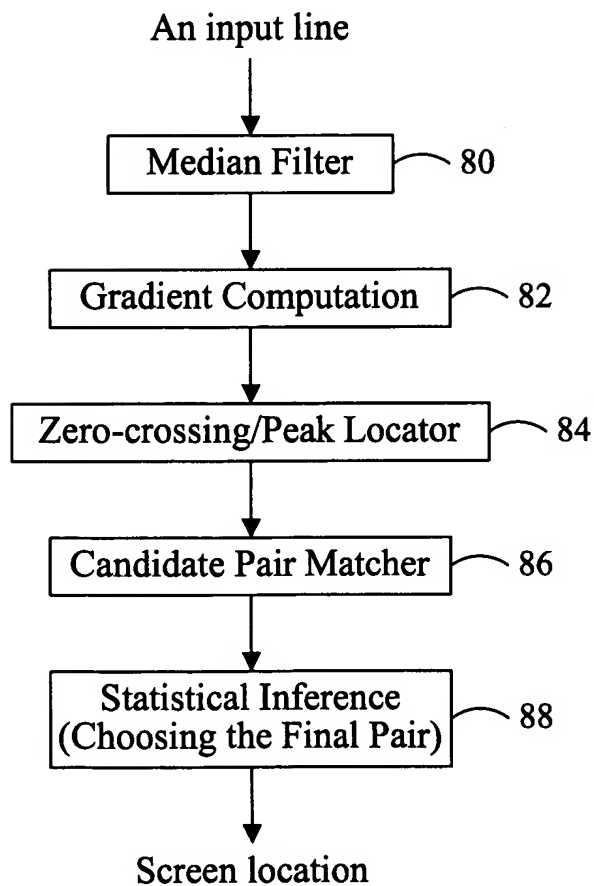 An input line
Median Filter
80
Gradient Computation
82
Zero-crossing/Peak Locator
84
Candidate Pair Matcher
86
Statistical Inference
(Choosing the Final Pair)
88
Screen location